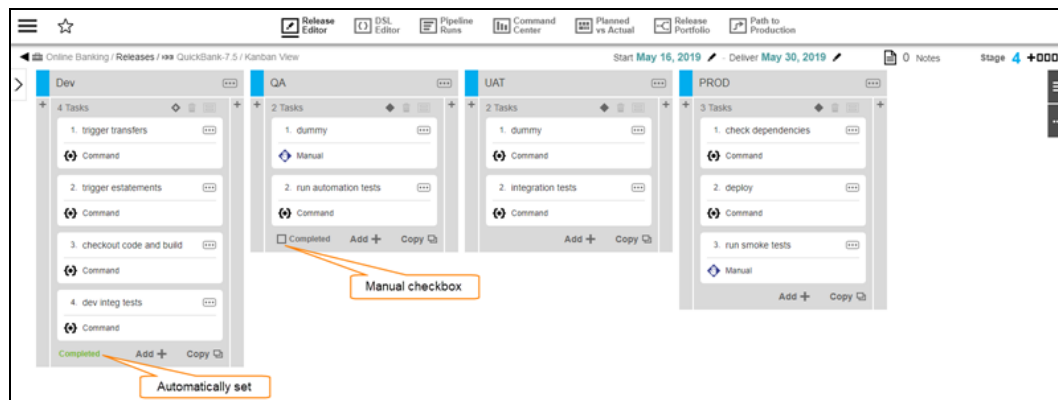 Release Editor
DSL Editor
Pipeline Runs
Command Center
Planned vs Actual
Release Portfolio
Path to Production
Online Banking / Releases / QuickBank-7.5 / Kanban View
Start May 16, 2019 - Deliver May 30, 2019
0 Notes
Stage 4
Dev
4 Tasks
1. trigger transfers
Command
2. trigger estatements
Command
3. checkout code and build
Command
4. dev integ tests
Command
Completed Add + Copy
Automatically set
QA
2 Tasks
1. dummy
Manual
2. run automation tests
Command
Completed Add + Copy
Manual checkbox
UAT
2 Tasks
1. dummy
Command
2. integration tests
Command
Add + Copy
PROD
3 Tasks
1. check dependencies
Command
2. deploy
Command
3. run smoke tests
Manual
Add + Copy